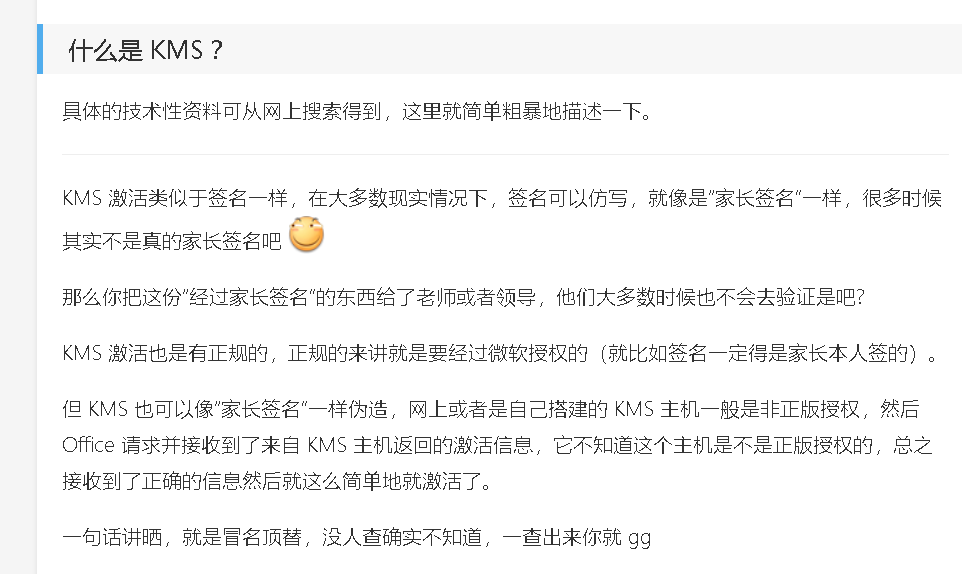 什么是 KMS？
具体的技术性资料可从网上搜索得到，这里就简单粗暴地描述一下。
KMS 激活类似于签名一样，在大多数现实情况下，签名可以仿写，就像是"家长签名"一样，很多时候
其实不是真的家长签名吧
那么你把这份"经过家长签名"的东西给了老师或者领导，他们大多数时候也不会去验证是吧?
KMS 激活也是有正规的，正规的来讲就是要经过微软授权的（就比如签名一定得是家长本人签的）。
但 KMS 也可以像"家长签名"一样伪造，网上或者是自己搭建的 KMS 主机一般是非正版授权，然后
Office 请求并接收到了来自 KMS 主机返回的激活信息，它不知道这个主机是不是正版授权的，总之
接收到了正确的信息然后就这么简单地就激活了。
一句话讲晒，就是冒名顶替，没人查确实不知道，一查出来你就 gg